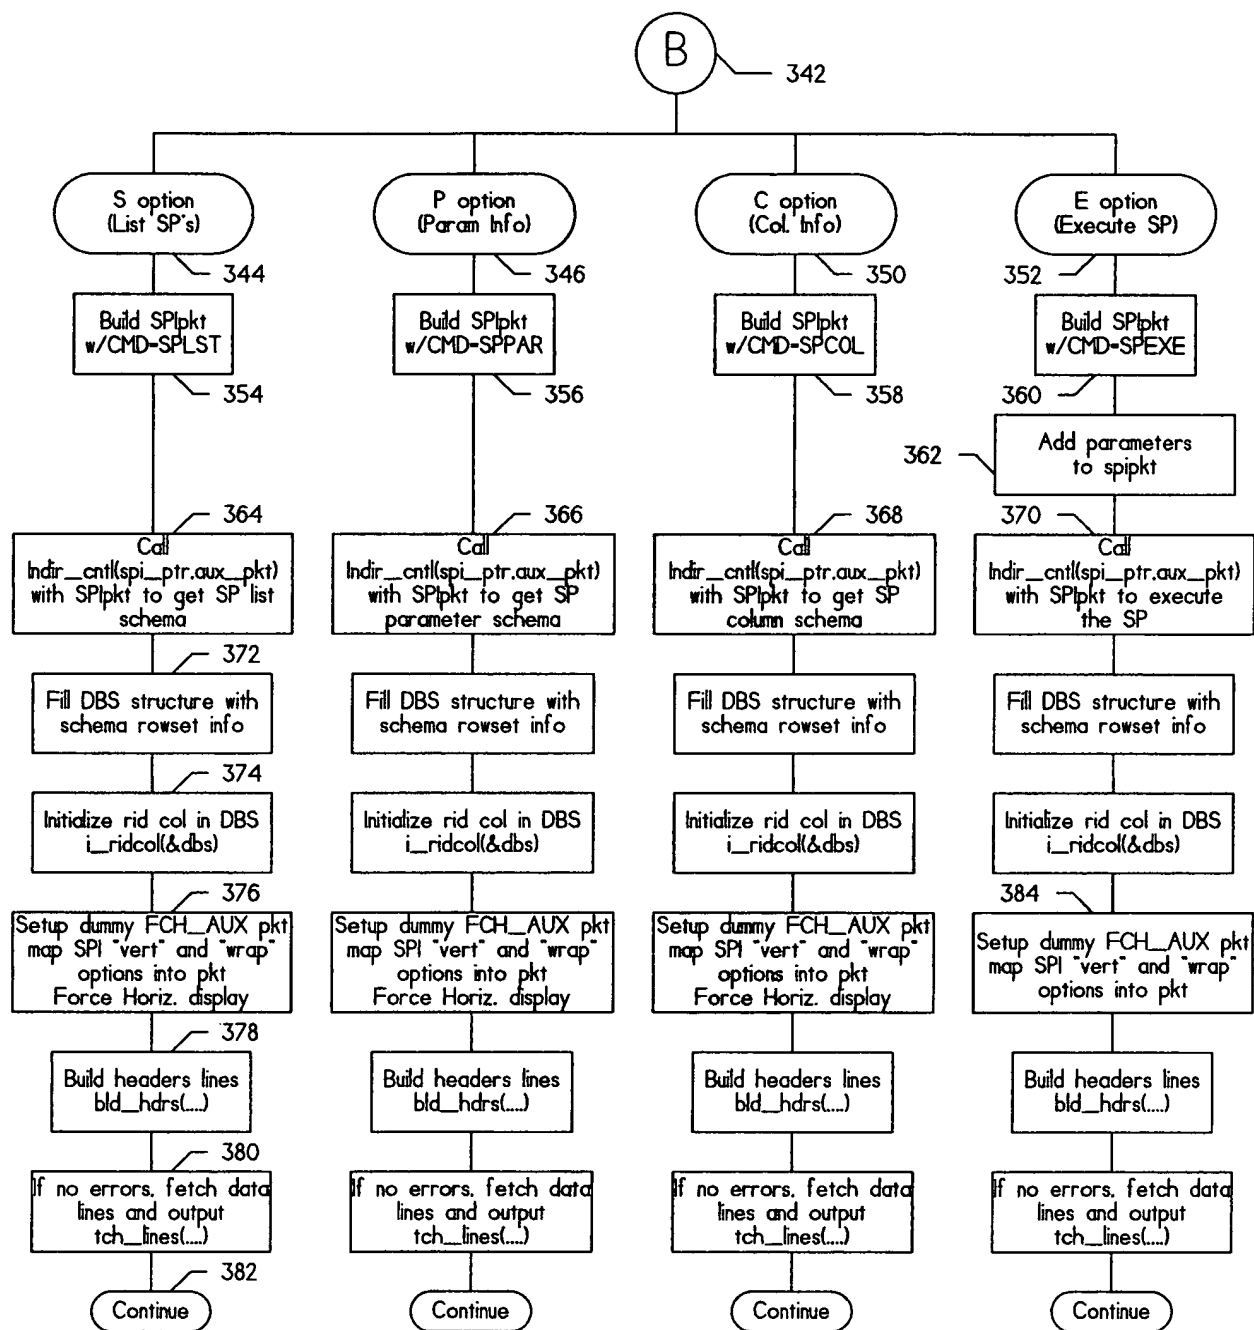 B
342
S option
(List SP's)
344
P option
(Param Info)
346
C option
(Col. Info)
350
E option
(Execute SP)
352
Build SPIpkt
w/CMD=SPLST
354
Build SPIpkt
w/CMD=SPPAR
356
Build SPIpkt
w/CMD=SPCOL
358
Build SPIpkt
w/CMD=SPEXE
360
Add parameters
to spipkt
362
364
Call
Indir_cntl(spi_ptr.aux_pkt)
with SPIpkt to get SP list
schema
366
Call
Indir_cntl(spi_ptr.aux_pkt)
with SPIpkt to get SP
parameter schema
368
Call
Indir_cntl(spi_ptr.aux_pkt)
with SPIpkt to get SP
column schema
370
Call
Indir_cntl(spi_ptr.aux_pkt)
with SPIpkt to execute
the SP
372
Fill DBS structure with
schema rowset info
Fill DBS structure with
schema rowset info
Fill DBS structure with
schema rowset info
Fill DBS structure with
schema rowset info
374
Initialize rid col in DBS
i_ridcol(&dbs)
Initialize rid col in DBS
i_ridcol(&dbs)
Initialize rid col in DBS
i_ridcol(&dbs)
Initialize rid col in DBS
i_ridcol(&dbs)
376
Setup dummy FCH_AUX pkt
map SPI "vert" and "wrap"
options into pkt
Force Horiz. display
Setup dummy FCH_AUX pkt
map SPI "vert" and "wrap"
options into pkt
Force Horiz. display
Setup dummy FCH_AUX pkt
map SPI "vert" and "wrap"
options into pkt
Force Horiz. display
384
Setup dummy FCH_AUX pkt
map SPI "vert" and "wrap"
options into pkt
378
Build headers lines
bld_hdrs(....)
Build headers lines
bld_hdrs(....)
Build headers lines
bld_hdrs(....)
Build headers lines
bld_hdrs(....)
380
If no errors, fetch data
lines and output
tch_lines(....)
If no errors, fetch data
lines and output
tch_lines(....)
If no errors, fetch data
lines and output
tch_lines(....)
If no errors, fetch data
lines and output
tch_lines(....)
382
Continue
Continue
Continue
Continue